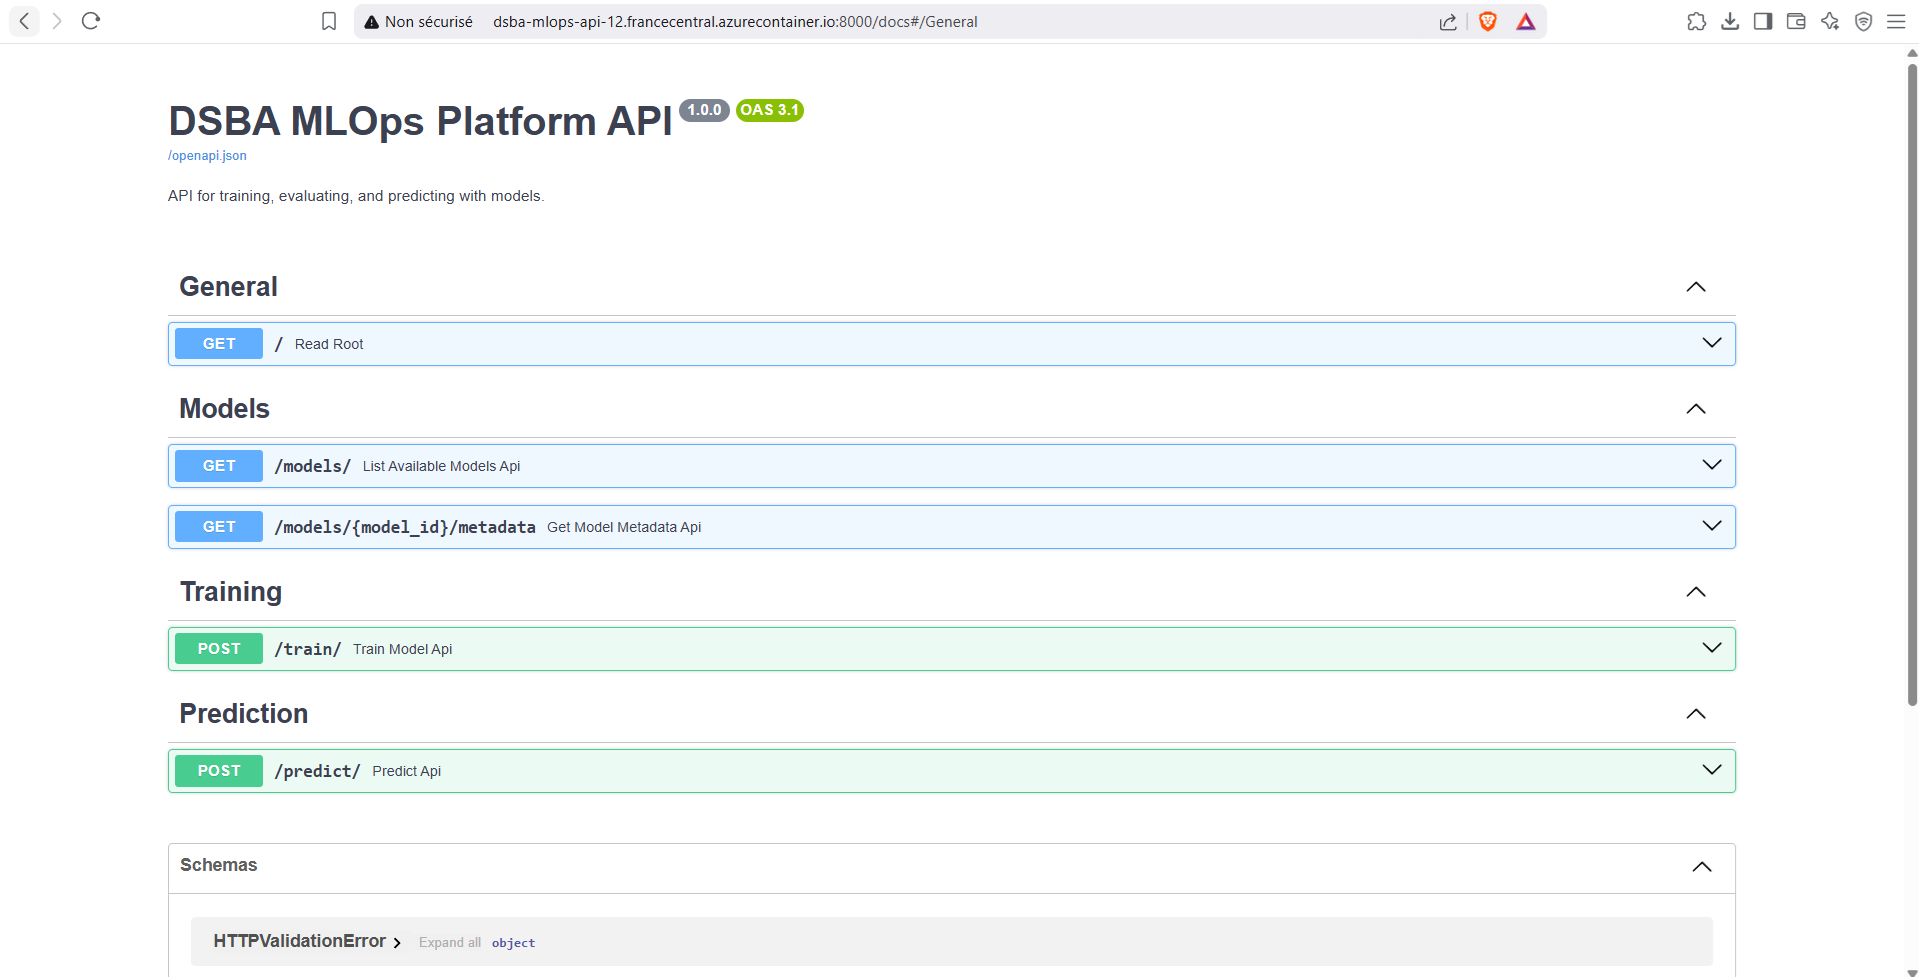 Non sécurisé dsba-mlops-api-12.francecentral.azurecontainer.io:8000/docs#/General
DSBA MLOps Platform API 1.0.0 OAS 3.1
/openapi.json
API for training, evaluating, and predicting with models.
General
GET / Read Root
Models
GET /models/ List Available Models Api
GET /models/{model_id}/metadata Get Model Metadata Api
Training
POST /train/ Train Model Api
Prediction
POST /predict/ Predict Api
Schemas
HTTPValidationError Expand all object